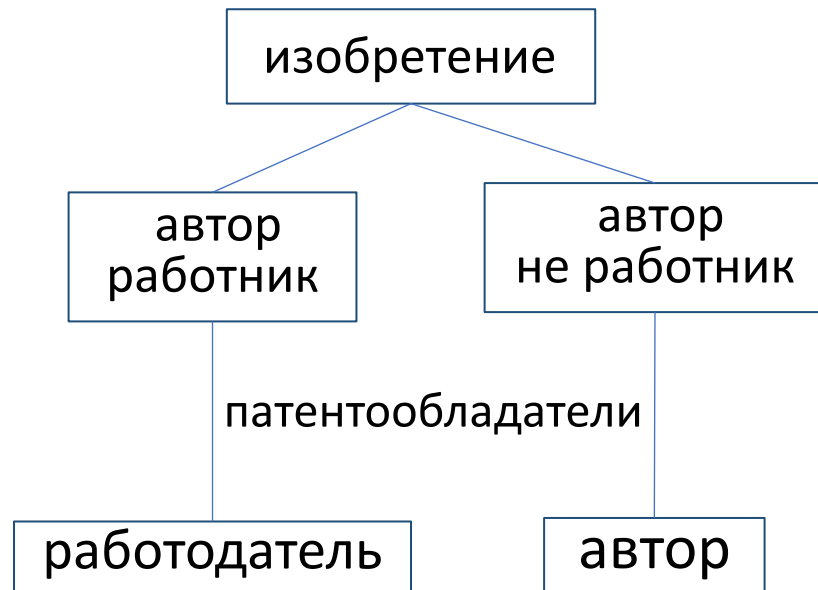 изобретение
автор
работник
автор
не работник
патентообладатели
работодатель
автор